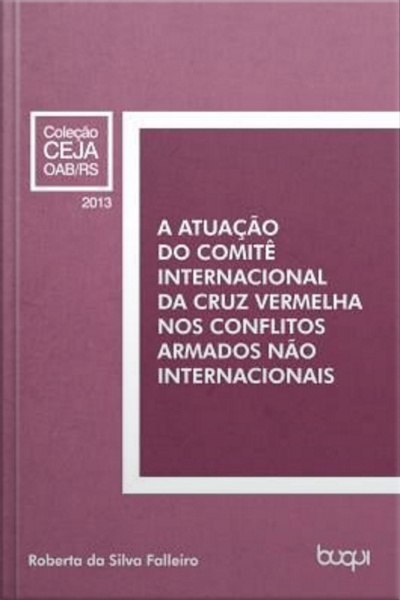 Coleção
CEJA
OAB/RS
2013
A ATUAÇÃO
DO COMITÊ
INTERNACIONAL
DA CRUZ VERMELHA
NOS CONFLITOS
ARMADOS NÃO
INTERNACIONAIS
Roberta da Silva Falleiro
buqui